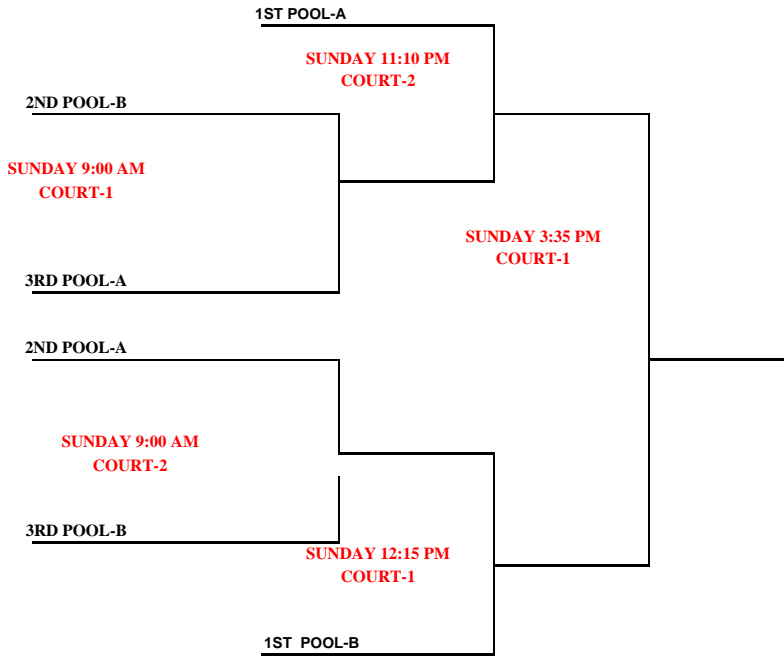 1ST POOL-A
SUNDAY 11:10 PM
COURT-2
2ND POOL-B
SUNDAY 9:00 AM
COURT-1
SUNDAY 3:35 PM
COURT-1
3RD POOL-A
2ND POOL-A
SUNDAY 9:00 AM
COURT-2
3RD POOL-B
SUNDAY 12:15 PM
COURT-1
1ST POOL-B